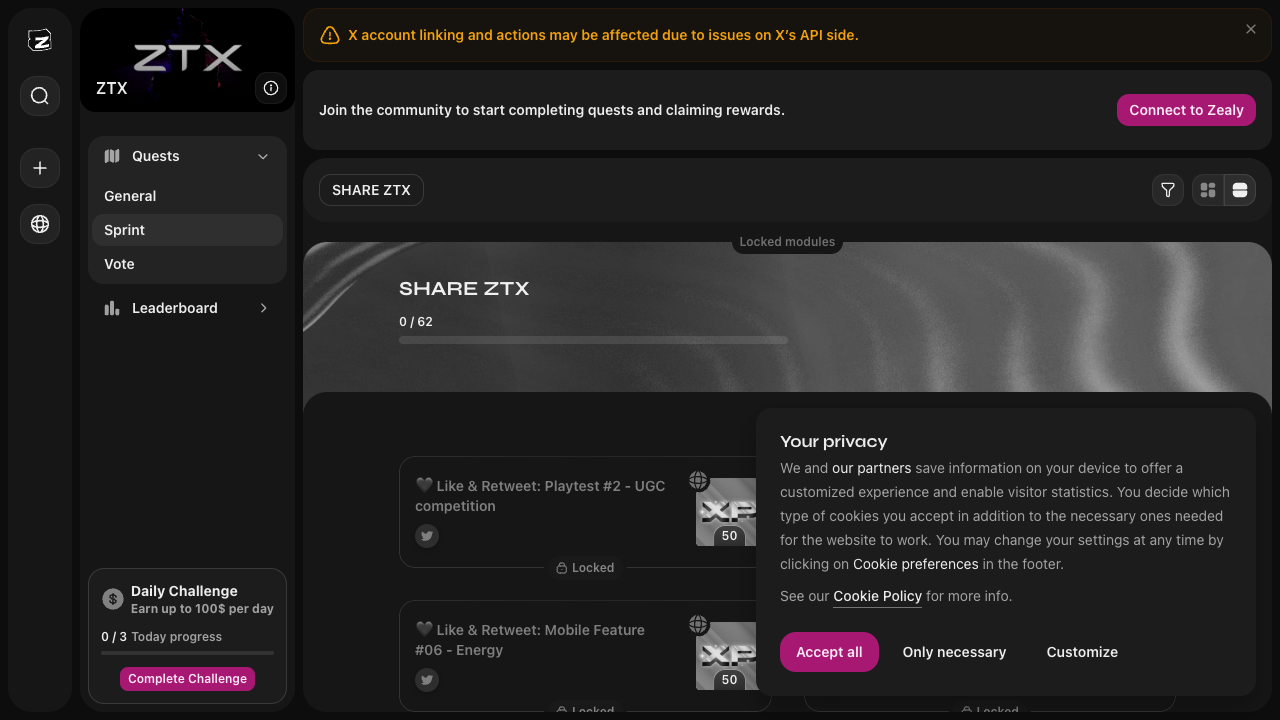 ZTX
ZTX
Quests
General
Sprint
Vote
Leaderboard
Daily Challenge
Earn up to 100$ per day
0 / 3 Today progress
Complete Challenge
X account linking and actions may be affected due to issues on X's API side.
Join the community to start completing quests and claiming rewards.
Connect to Zealy
SHARE ZTX
Locked modules
SHARE ZTX
0 / 62
🖤 Like & Retweet: Playtest #2 - UGC
competition
XP
50
Locked
🖤 Like & Retweet: Mobile Feature
#06 - Energy
XP
50
Locked
Locked
Your privacy
We and our partners save information on your device to offer a
customized experience and enable visitor statistics. You decide which
type of cookies you accept in addition to the necessary ones needed
for the website to work. You may change your settings at any time by
clicking on Cookie preferences in the footer.
See our Cookie Policy for more info.
Accept all
Only necessary
Customize